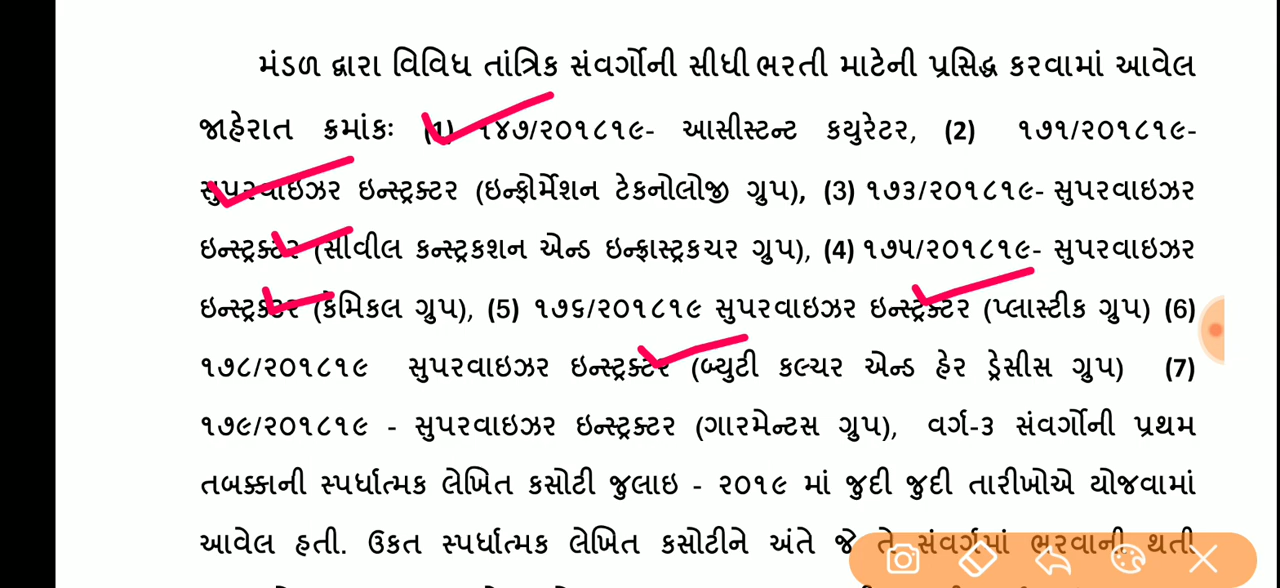 મંડળ દ્વારા વિવિધ તાંત્રિક સંવર્ગોની સીધી ભરતી માટેની પ્રસિદ્ધ કરવામાં આવેલ
જાહેરાત ક્રમાંકઃ (1) ૧૪૭/૨૦૧૮૧૯- આસીસ્ટન્ટ કયુરેટર, (2) ૧૭૧/૨૦૧૮૧૯-
સુપરવાઇઝર ઇન્સ્ટ્રક્ટર (ઇન્ફોર્મેશન ટેકનોલોજી ગ્રુપ), (3) ૧૭૩/૨૦૧૮૧૯- સુપરવાઇઝર
ઇન્સ્ટ્રક્ટર (સીવીલ કન્સ્ટ્રકશન એન્ડ ઇન્ફ્રાસ્ટ્રકચર ગ્રુપ), (4) ૧૭૫/૨૦૧૮૧૯- સુપરવાઇઝર
ઇન્સ્ટ્રક્ટર (કેમિકલ ગ્રુપ), (5) ૧૭૬/૨૦૧૮૧૯ સુપરવાઇઝર ઇન્સ્ટ્રક્ટર (પ્લાસ્ટીક ગ્રુપ) (6)
૧૭૮/૨૦૧૮૧૯ સુપરવાઇઝર ઇન્સ્ટ્રક્ટર (બ્યુટી કલ્ચર એન્ડ હેર ડ્રેસીસ ગ્રુપ) (7)
૧૭૯/૨૦૧૮૧૯ - સુપરવાઇઝર ઇન્સ્ટ્રક્ટર (ગારમેન્ટસ ગ્રુપ), વર્ગ-૩ સંવર્ગોની પ્રથમ
તબક્કાની સ્પર્ધાત્મક લેખિત કસોટી જુલાઇ - ૨૦૧૯ માં જુદી જુદી તારીખોએ યોજવામાં
આવેલ હતી. ઉકત સ્પર્ધાત્મક લેખિત કસોટીને અંતે જે તે સંવર્ગમાં ભરવાની થતી